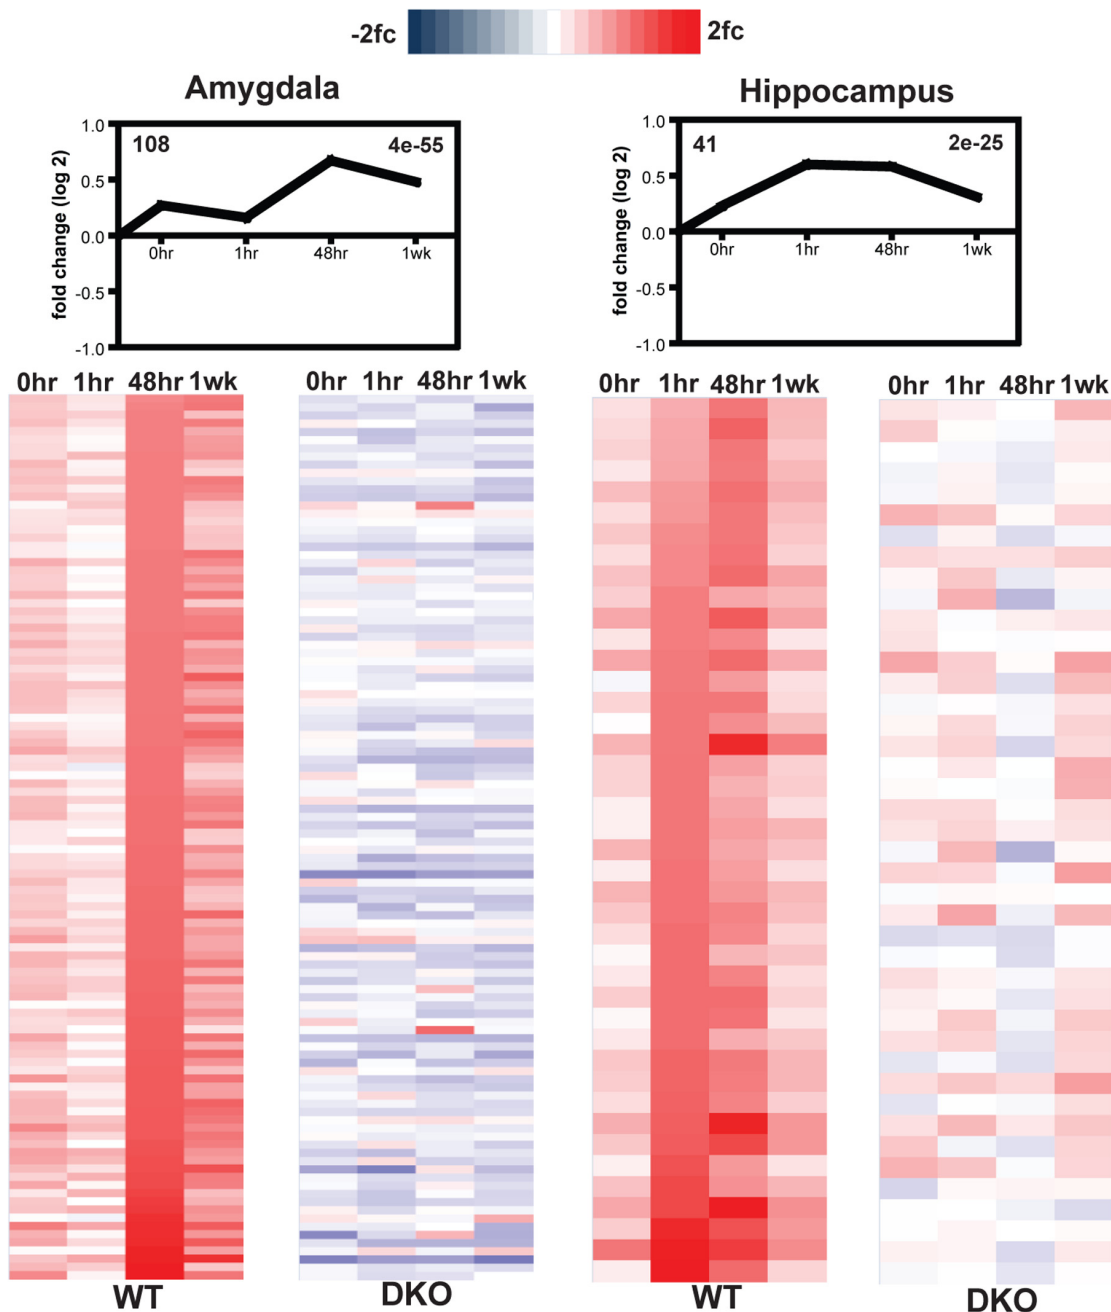 -2fc 2fc
Amygdala
fold change (log 2)
1.0
0.5
0.0
-0.5
-1.0
108 4e-55
0hr 1hr 48hr 1wk
Hippocampus
fold change (log 2)
1.0
0.5
0.0
-0.5
-1.0
41 2e-25
0hr 1hr 48hr 1wk
0hr 1hr 48hr 1wk
0hr 1hr 48hr 1wk
0hr 1hr 48hr 1wk
0hr 1hr 48hr 1wk
WT
DKO
WT
DKO